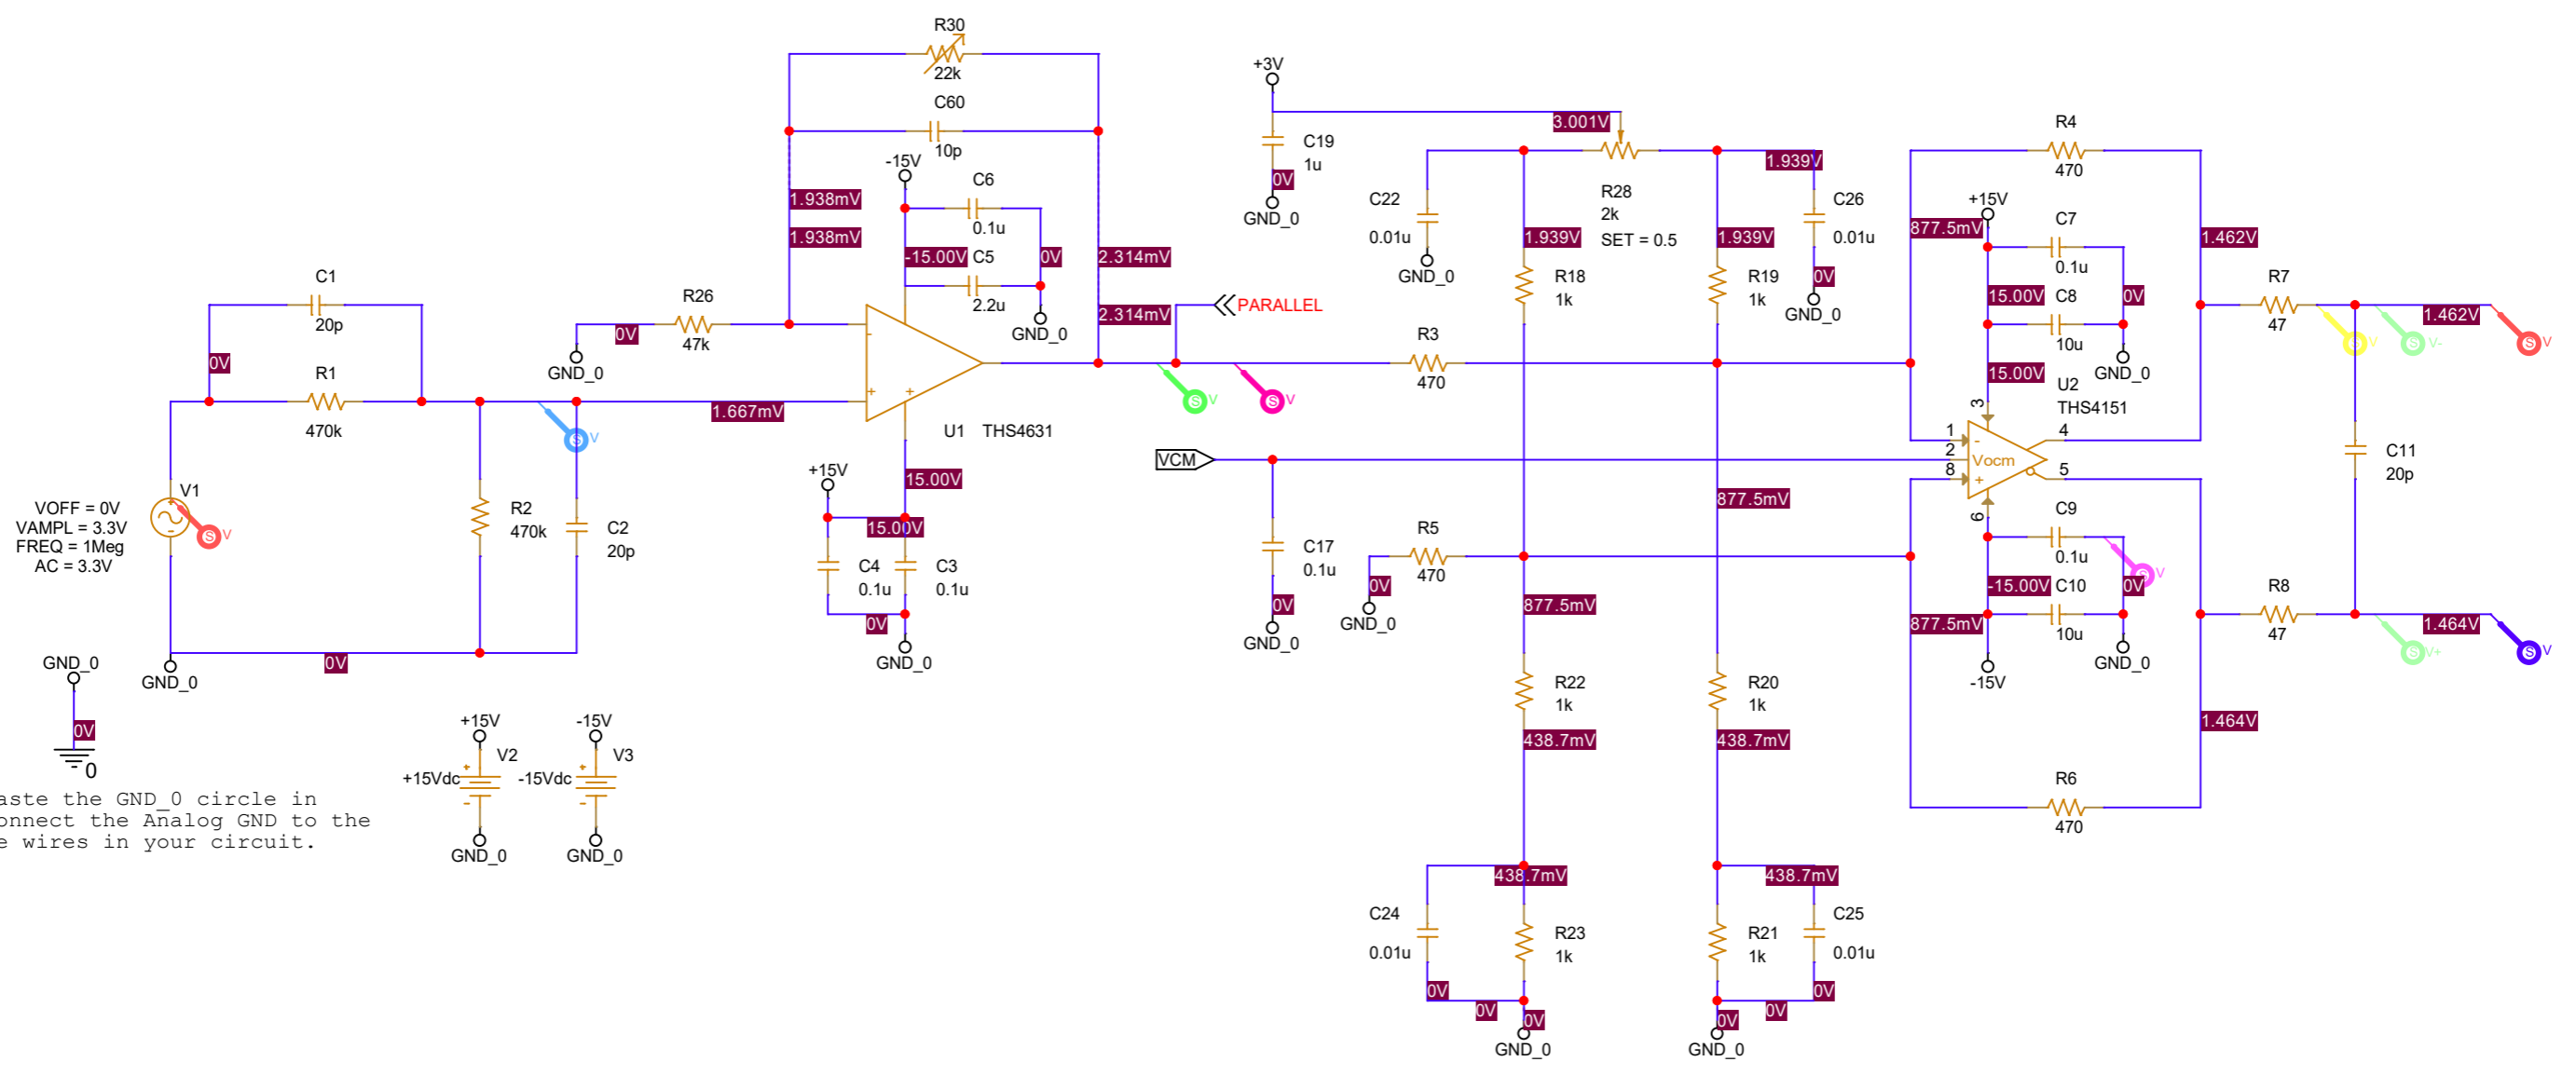 R30
22k
C60
10p
-15V
C6
0.1u
-15.00V
C5
2.2u
0V
GND_0
1.938mV
1.938mV
2.314mV
2.314mV
R26
47k
0V
GND_0
C1
20p
0V
R1
470k
1.667mV
V
U1 THS4631
PARALLEL
V
V
VOFF = 0V
VAMPL = 3.3V
FREQ = 1Meg
AC = 3.3V
V1
V
R2
470k
C2
20p
+15V
15.00V
15.00V
C4
0.1u
C3
0.1u
0V
GND_0
GND_0
0V
GND_0
0V
0
+15V
V2
+15Vdc
GND_0
-15V
V3
-15Vdc
GND_0
aste the GND_0 circle in
onnect the Analog GND to the
e wires in your circuit.
+3V
C19
1u
0V
GND_0
3.001V
C22
0.01u
GND_0
R28
2k
SET = 0.5
1.939V
1.939V
1.939V
C26
0.01u
0V
GND_0
R18
1k
R19
1k
R3
470
VCM
C17
0.1u
0V
GND_0
R5
470
0V
GND_0
877.5mV
877.5mV
R22
1k
R20
1k
438.7mV
438.7mV
438.7mV
438.7mV
C24
0.01u
R23
1k
R21
1k
C25
0.01u
0V
0V
0V
0V
0V
0V
GND_0
GND_0
R4
470
877.5mV
+15V
C7
0.1u
15.00V
C8
10u
0V
GND_0
15.00V
U2
THS4151
1.462V
R7
47
1.462V
V
V-
V
3
1
2
8
-
Vocm
+
4
5
6
C11
20p
C9
0.1u
V
-15.00V
C10
10u
0V
GND_0
-15V
877.5mV
R8
47
1.464V
V+
V
1.464V
R6
470